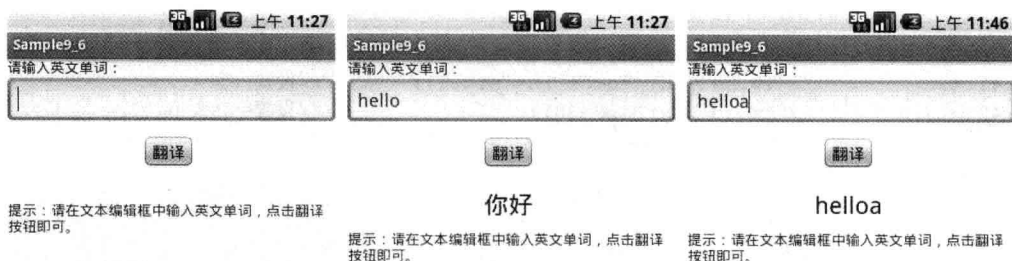 上午 11:27
Sample9_6
请输入英文单词：
翻译
提示：请在文本编辑框中输入英文单词，点击翻译
按钮即可。
上午 11:27
Sample9_6
请输入英文单词：
hello
翻译
你好
提示：请在文本编辑框中输入英文单词，点击翻译
按钮即可。
上午 11:46
Sample9_6
请输入英文单词：
helloa
翻译
helloa
提示：请在文本编辑框中输入英文单词，点击翻译
按钮即可。